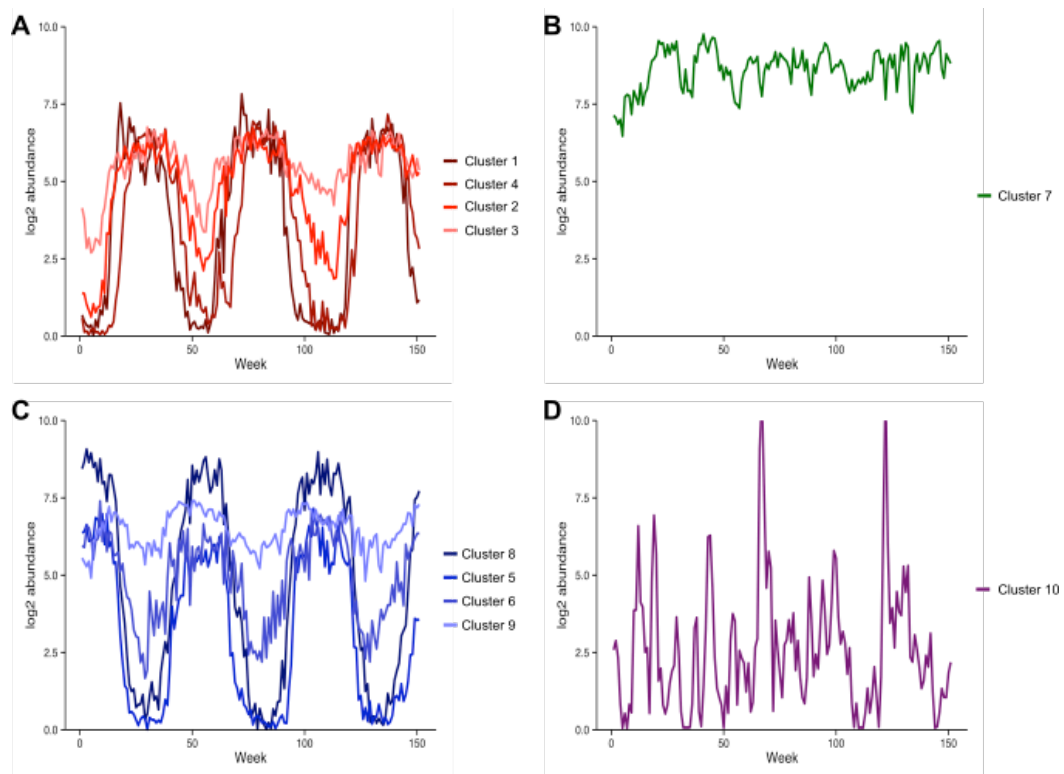 A
log2 abundance
10.0
7.5
5.0
2.5
0.0
0
50
100
150
Week
Cluster 1
Cluster 4
Cluster 2
Cluster 3
B
log2 abundance
10.0
7.5
5.0
2.5
0.0
0
50
100
150
Week
Cluster 7
C
log2 abundance
10.0
7.5
5.0
2.5
0.0
0
50
100
150
Week
Cluster 8
Cluster 5
Cluster 6
Cluster 9
D
log2 abundance
10.0
7.5
5.0
2.5
0.0
0
50
100
150
Week
Cluster 10